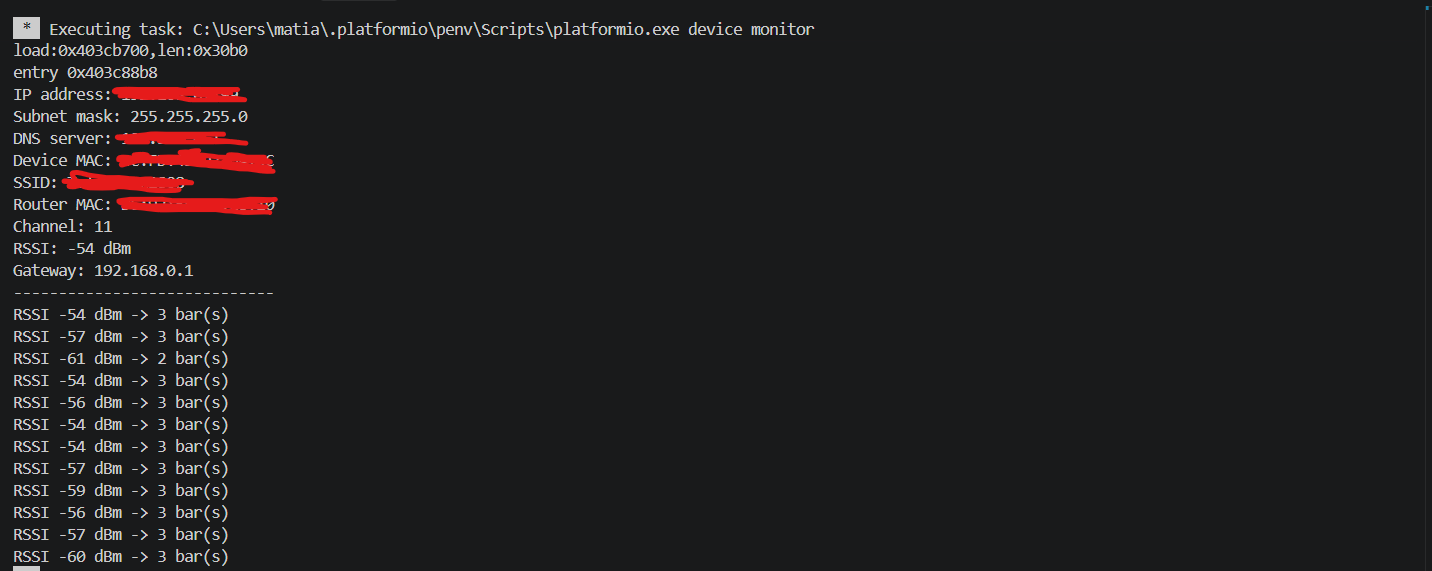 * Executing task: C:\Users\matia\.platformio\penv\Scripts\platformio.exe device monitor
load:0x403cb700,len:0x30b0
entry 0x403c88b8
IP address:
Subnet mask: 255.255.255.0
DNS server:
Device MAC:
SSID:
Router MAC:
Channel: 11
RSSI: -54 dBm
Gateway: 192.168.0.1
-----------------------------
RSSI -54 dBm -> 3 bar(s)
RSSI -57 dBm -> 3 bar(s)
RSSI -61 dBm -> 2 bar(s)
RSSI -54 dBm -> 3 bar(s)
RSSI -56 dBm -> 3 bar(s)
RSSI -54 dBm -> 3 bar(s)
RSSI -54 dBm -> 3 bar(s)
RSSI -57 dBm -> 3 bar(s)
RSSI -59 dBm -> 3 bar(s)
RSSI -56 dBm -> 3 bar(s)
RSSI -57 dBm -> 3 bar(s)
RSSI -60 dBm -> 3 bar(s)